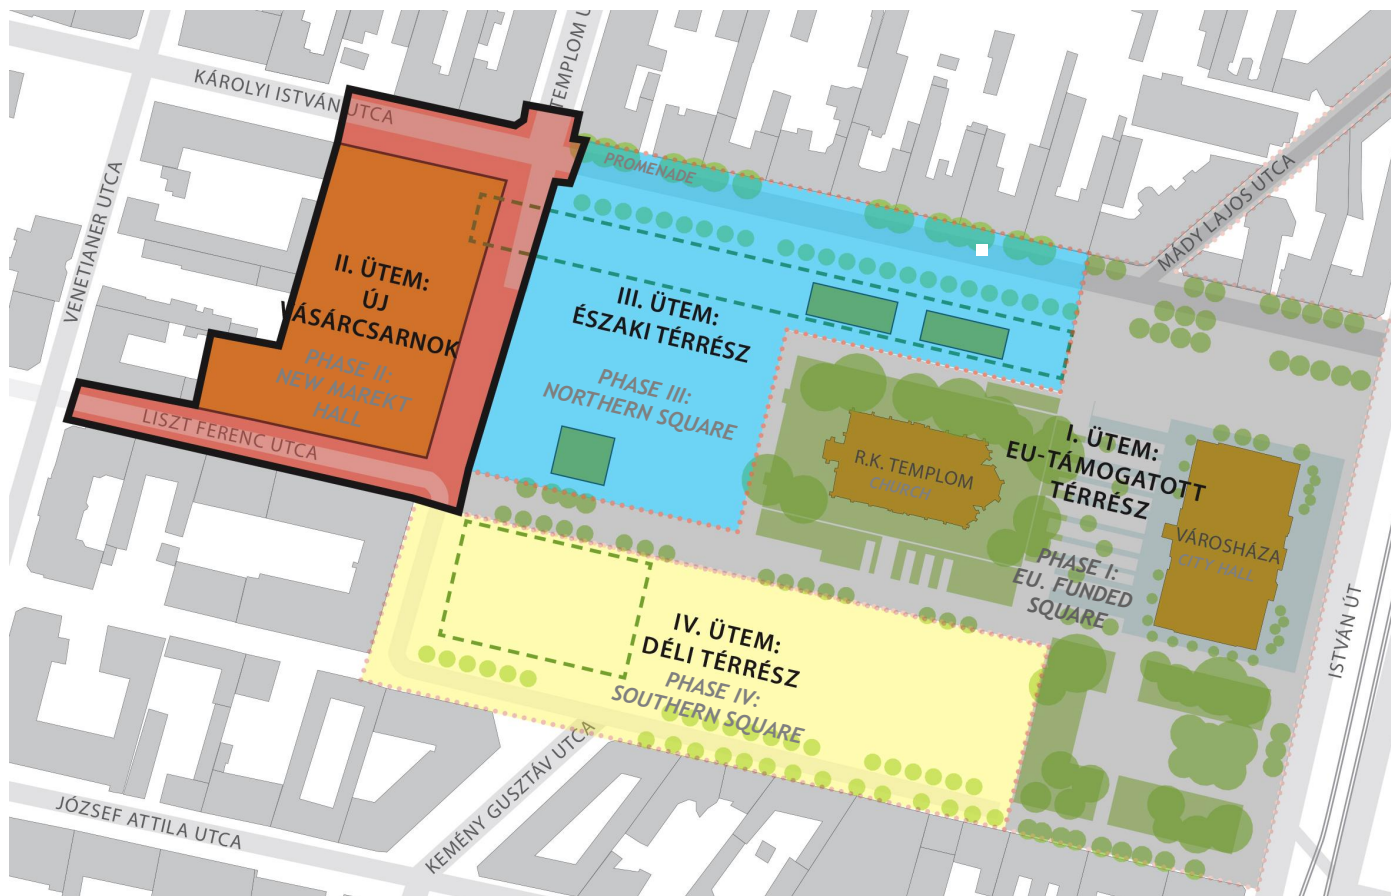 TEMPLOM U
KÁROLYI ISTVÁN UTCA
PROMENADE
MÁDY LAJOS UTCA
VENETIANER UTCA
II. ÜTEM:
ÚJ
VÁSÁRCSARNOK
PHASE II:
NEW MAREKT
HALL
III. ÜTEM:
ÉSZAKI TÉRRÉSZ
PHASE III:
NORTHERN SQUARE
LISZT FERENC UTCA
R.K. TEMPLOM
CHURCH
I. ÜTEM:
EU-TÁMOGATOTT
TÉRRÉSZ
PHASE I:
EU. FUNDED
SQUARE
VÁROSHÁZA
CITY HALL
ISTVÁN ÚT
IV. ÜTEM:
DÉLI TÉRRÉSZ
PHASE IV:
SOUTHERN SQUARE
KEMÉNY GUSZTÁV UTCA
JÓZSEF ATTILA UTCA